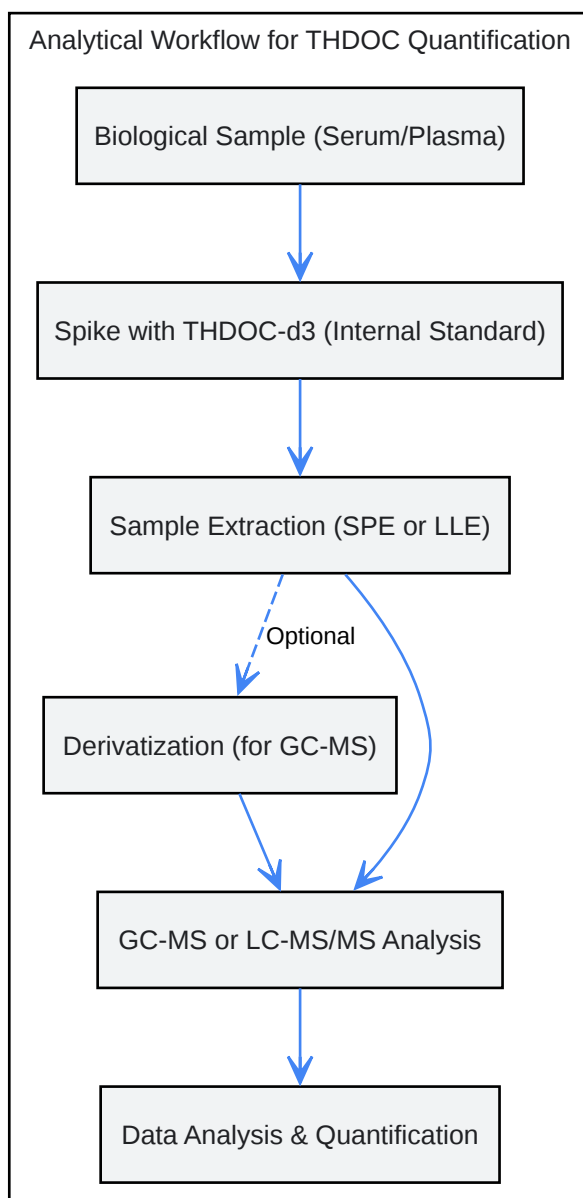 Analytical Workflow for THDOC Quantification
Biological Sample (Serum/Plasma)
Spike with THDOC-d3 (Internal Standard)
Sample Extraction (SPE or LLE)
Optional
Derivatization (for GC-MS)
GC-MS or LC-MS/MS Analysis
Data Analysis & Quantification